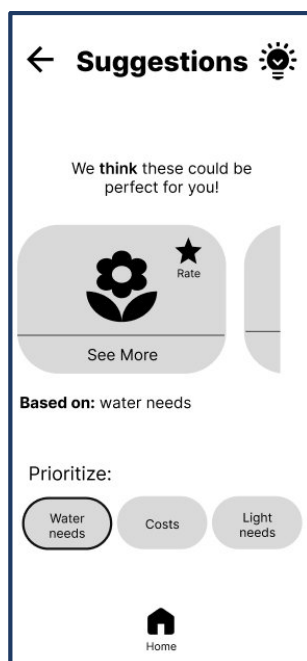 Suggestions
We think these could be
perfect for you!
Rate
See More
Based on: water needs
Prioritize:
Water
needs
Costs
Light
needs
Home